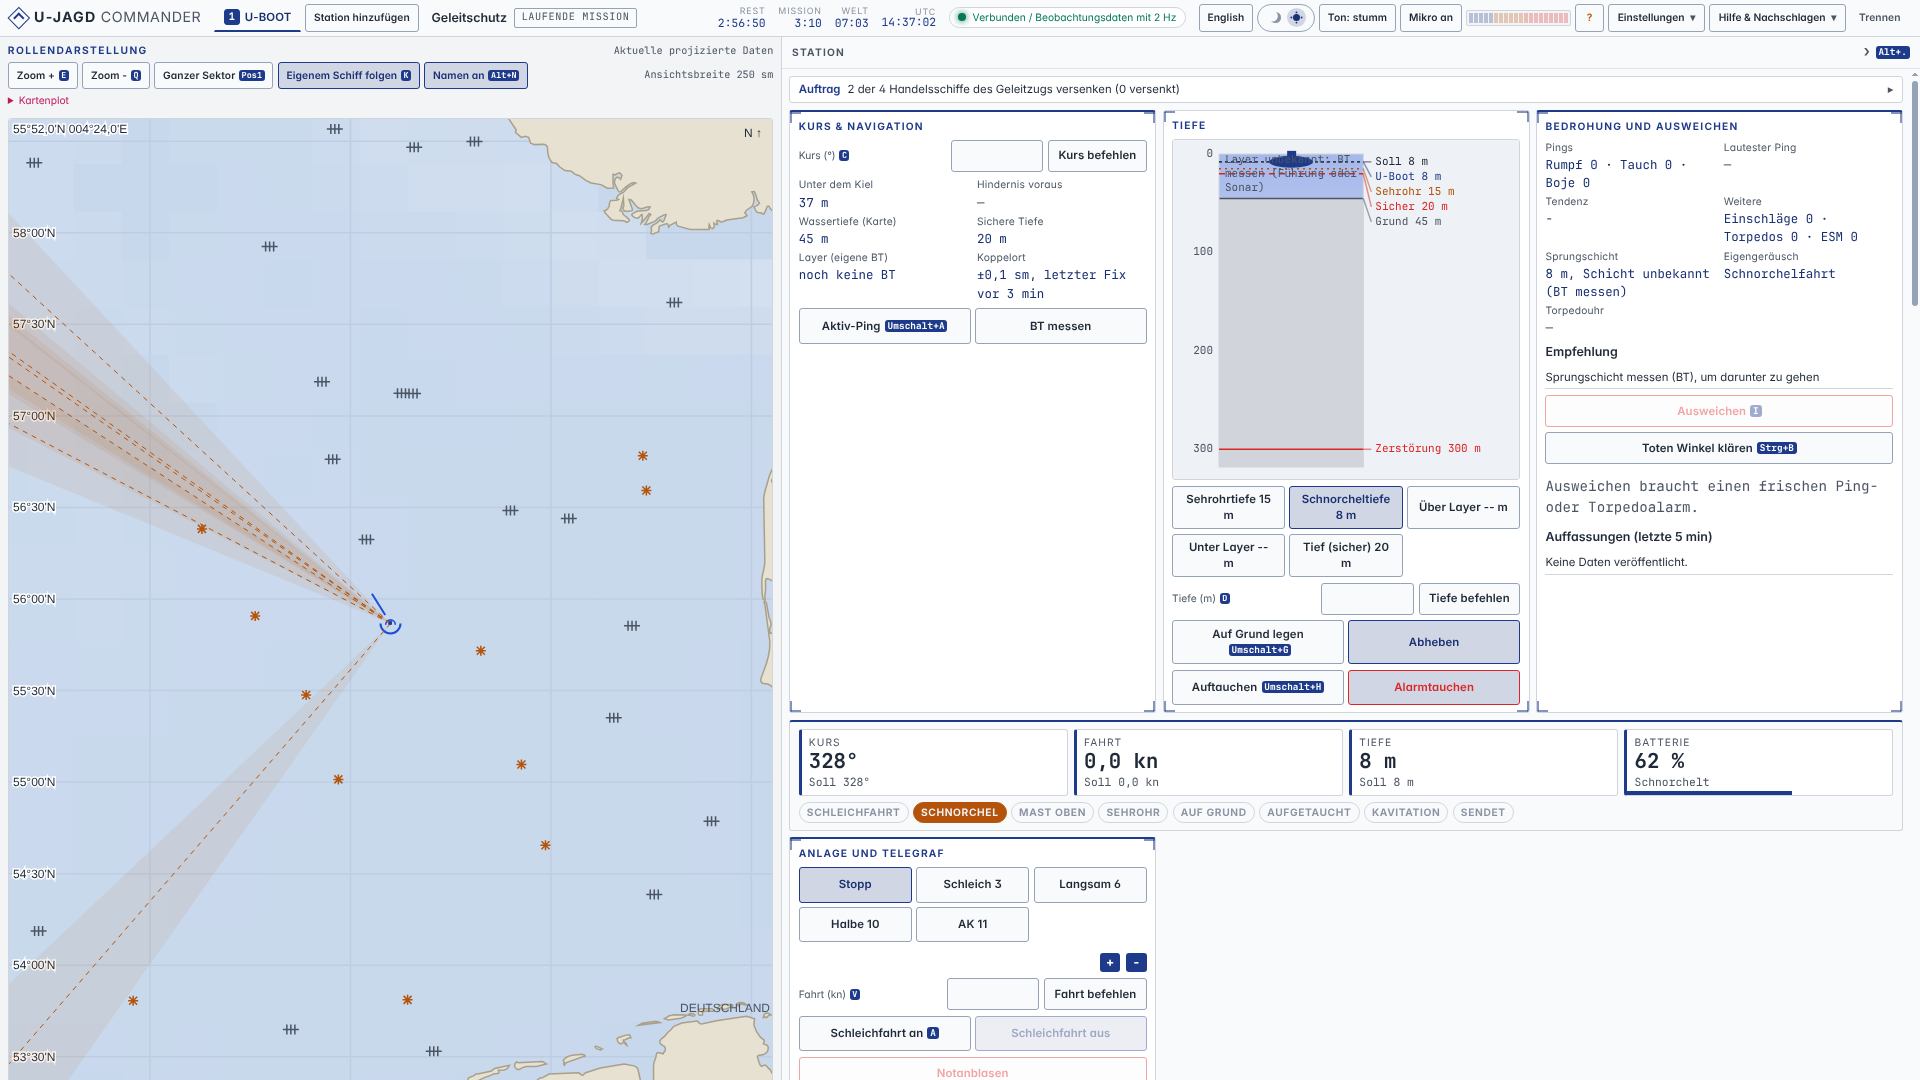 U-JAGD COMMANDER
1 U-BOOT
Station hinzufügen
Geleitschutz
LAUFENDE MISSION
REST 2:56:50
MISSION 3:10
WELT 07:03
UTC 14:37:02
Verbunden / Beobachtungsdaten mit 2 Hz
English
Ton: stumm
Mikro an
?
Einstellungen ▾
Hilfe & Nachschlagen ▾
Trennen
ROLLENDARSTELLUNG
Aktuelle projizierte Daten
Zoom + E
Zoom - Q
Ganzer Sektor Pos1
Eigenem Schiff folgen K
Namen an Alt+N
Ansichtsbreite 250 sm
▶ Kartenplot
55°52,0'N 004°24,0'E
N ↑
58°00'N
57°30'N
57°00'N
56°30'N
56°00'N
55°30'N
55°00'N
54°30'N
54°00'N
53°30'N
DEUTSCHLAND
STATION
› Alt+.
Auftrag 2 der 4 Handelsschiffe des Geleitzugs versenken (0 versenkt) ▸
KURS & NAVIGATION
Kurs (°) C
Kurs befehlen
Unter dem Kiel
37 m
Hindernis voraus
—
Wassertiefe (Karte)
45 m
Sichere Tiefe
20 m
Layer (eigene BT)
noch keine BT
Koppelort
±0,1 sm, letzter Fix
vor 3 min
Aktiv-Ping Umschalt+A
BT messen
TIEFE
0
100
200
300
Layer unbekannt: BT
messen (Führung oder
Sonar)
Soll 8 m
U-Boot 8 m
Sehrohr 15 m
Sicher 20 m
Grund 45 m
Zerstörung 300 m
Sehrohrtiefe 15
m
Schnorcheltiefe
8 m
Über Layer -- m
Unter Layer --
m
Tief (sicher) 20
m
Tiefe (m) D
Tiefe befehlen
Auf Grund legen
Umschalt+G
Abheben
Auftauchen Umschalt+H
Alarmtauchen
BEDROHUNG UND AUSWEICHEN
Pings
Rumpf 0 · Tauch 0 ·
Boje 0
Lautester Ping
—
Tendenz
-
Weitere
Einschläge 0 ·
Torpedos 0 · ESM 0
Sprungschicht
8 m, Schicht unbekannt
(BT messen)
Eigengeräusch
Schnorchelfahrt
Torpedouhr
—
Empfehlung
Sprungschicht messen (BT), um darunter zu gehen
Ausweichen I
Toten Winkel klären Strg+B
Ausweichen braucht einen frischen Ping-
oder Torpedoalarm.
Auffassungen (letzte 5 min)
Keine Daten veröffentlicht.
KURS
328°
Soll 328°
FAHRT
0,0 kn
Soll 0,0 kn
TIEFE
8 m
Soll 8 m
BATTERIE
62 %
Schnorchelt
SCHLEICHFAHRT
SCHNORCHEL
MAST OBEN
SEHROHR
AUF GRUND
AUFGETAUCHT
KAVITATION
SENDET
ANLAGE UND TELEGRAF
Stopp
Schleich 3
Langsam 6
Halbe 10
AK 11
+
-
Fahrt (kn) V
Fahrt befehlen
Schleichfahrt an A
Schleichfahrt aus
Notanblasen